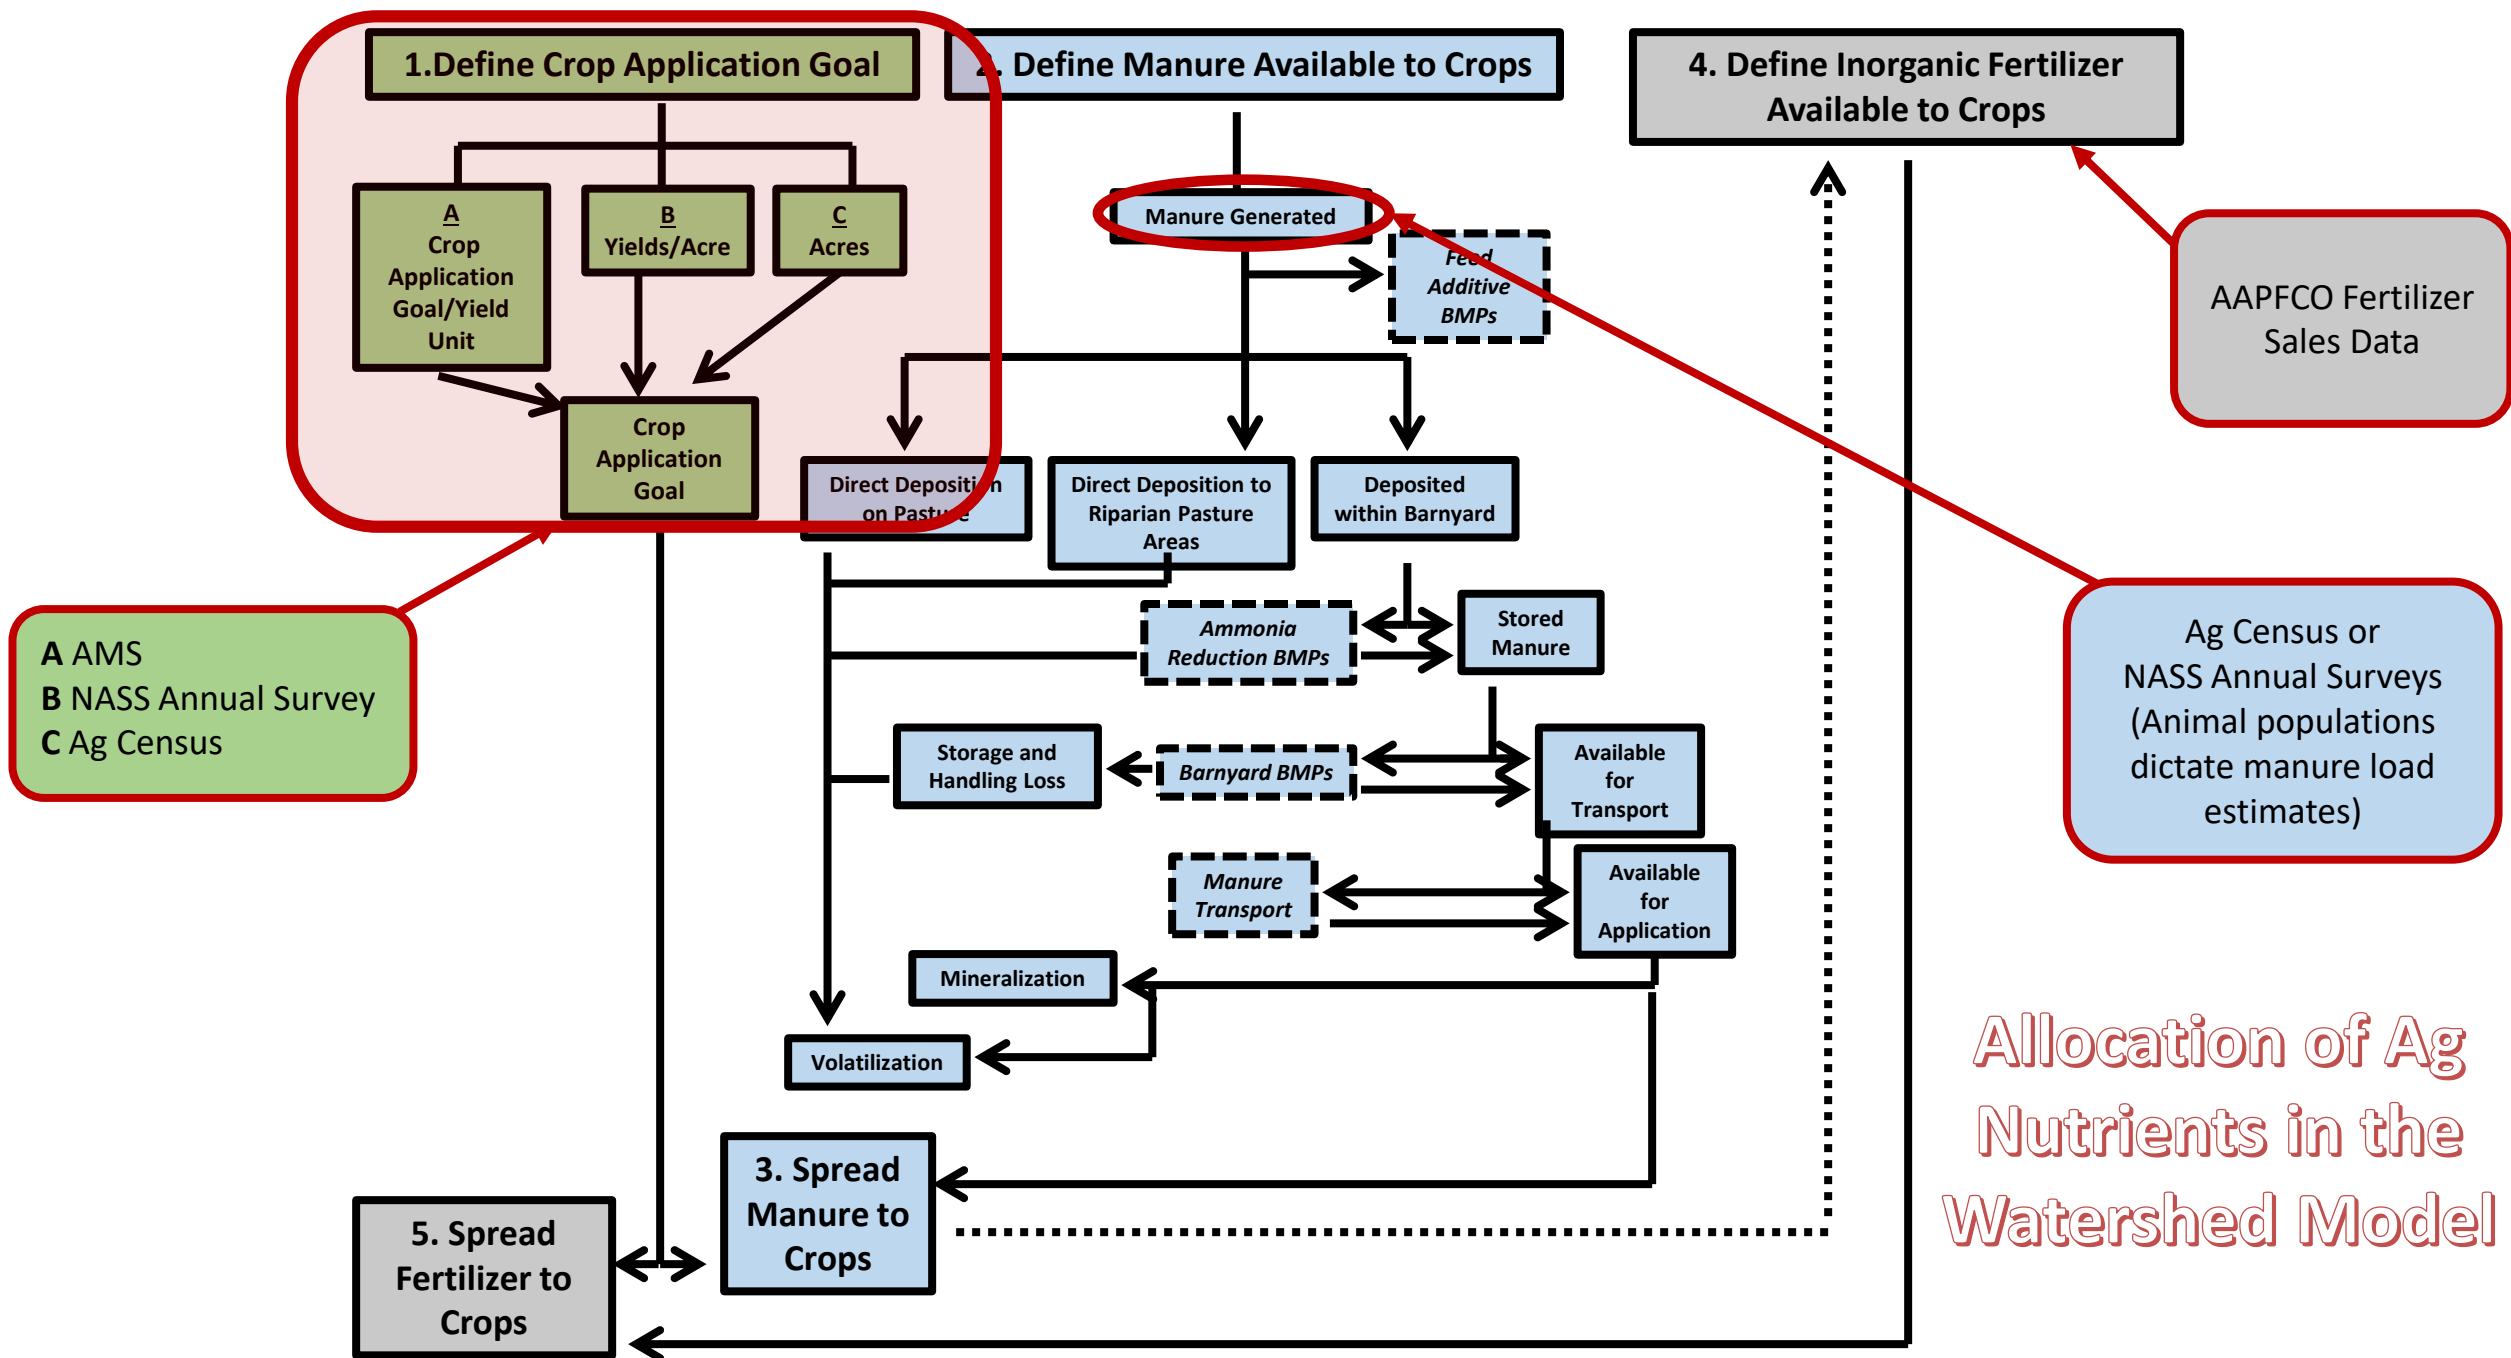 1.Define Crop Application Goal
2. Define Manure Available to Crops
4. Define Inorganic Fertilizer
Available to Crops
A
Crop
Application
Goal/Yield
Unit
B
Yields/Acre
C
Acres
Manure Generated
Feed
Additive
BMPs
AAPFCO Fertilizer
Sales Data
Crop
Application
Goal
Direct Deposition
on Pasture
Direct Deposition to
Riparian Pasture
Areas
Deposited
within Barnyard
A AMS
B NASS Annual Survey
C Ag Census
Ammonia
Reduction BMPs
Stored
Manure
Ag Census or
NASS Annual Surveys
(Animal populations
dictate manure load
estimates)
Storage and
Handling Loss
Barnyard BMPs
Available
for
Transport
Manure
Transport
Available
for
Application
Mineralization
Volatilization
Allocation of Ag
Nutrients in the
Watershed Model
3. Spread
Manure to
Crops
5. Spread
Fertilizer to
Crops